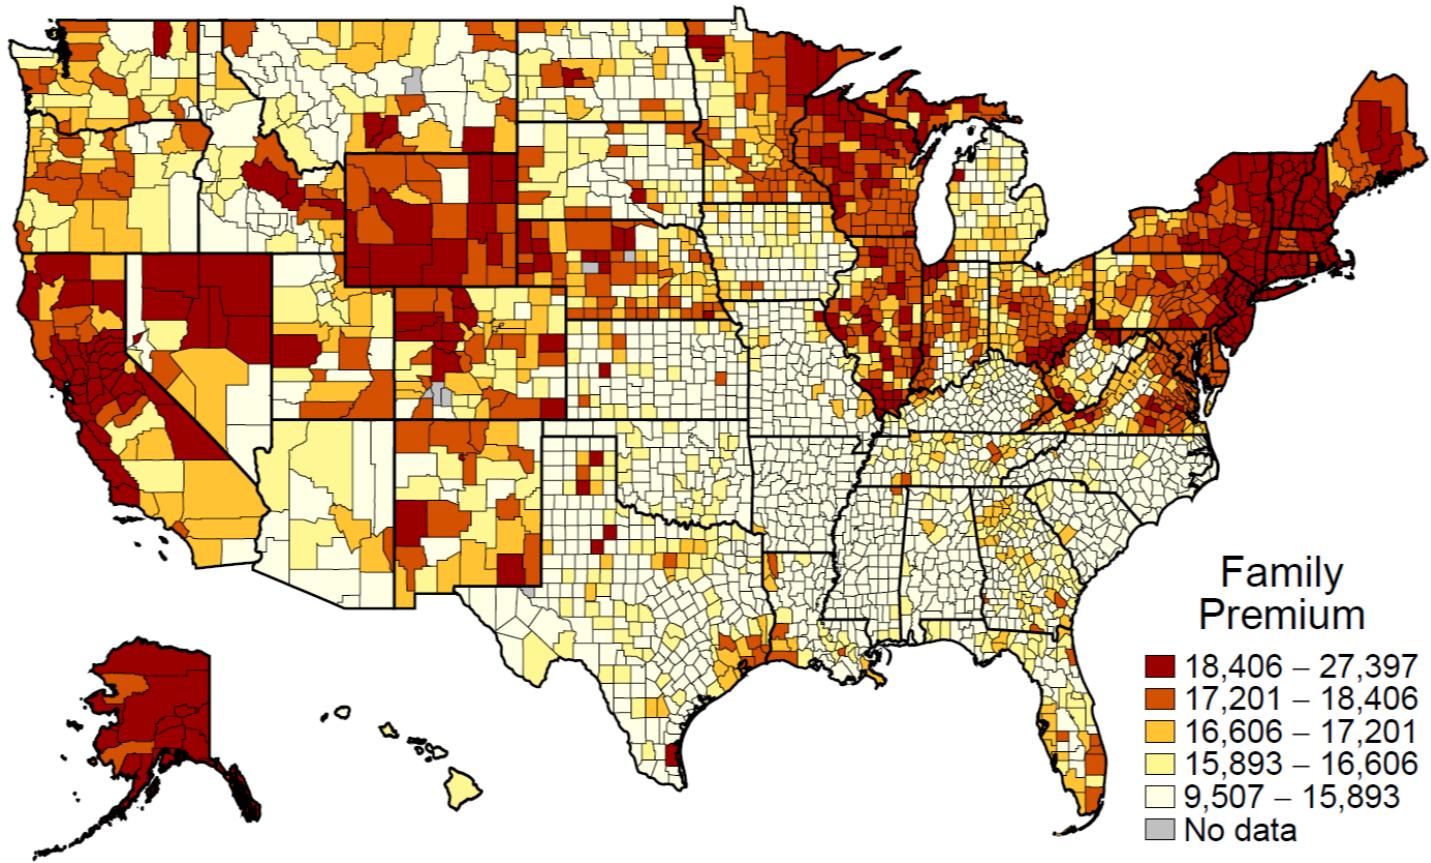 Family
Premium
18,406 – 27,397
17,201 – 18,406
16,606 – 17,201
15,893 – 16,606
9,507 – 15,893
No data